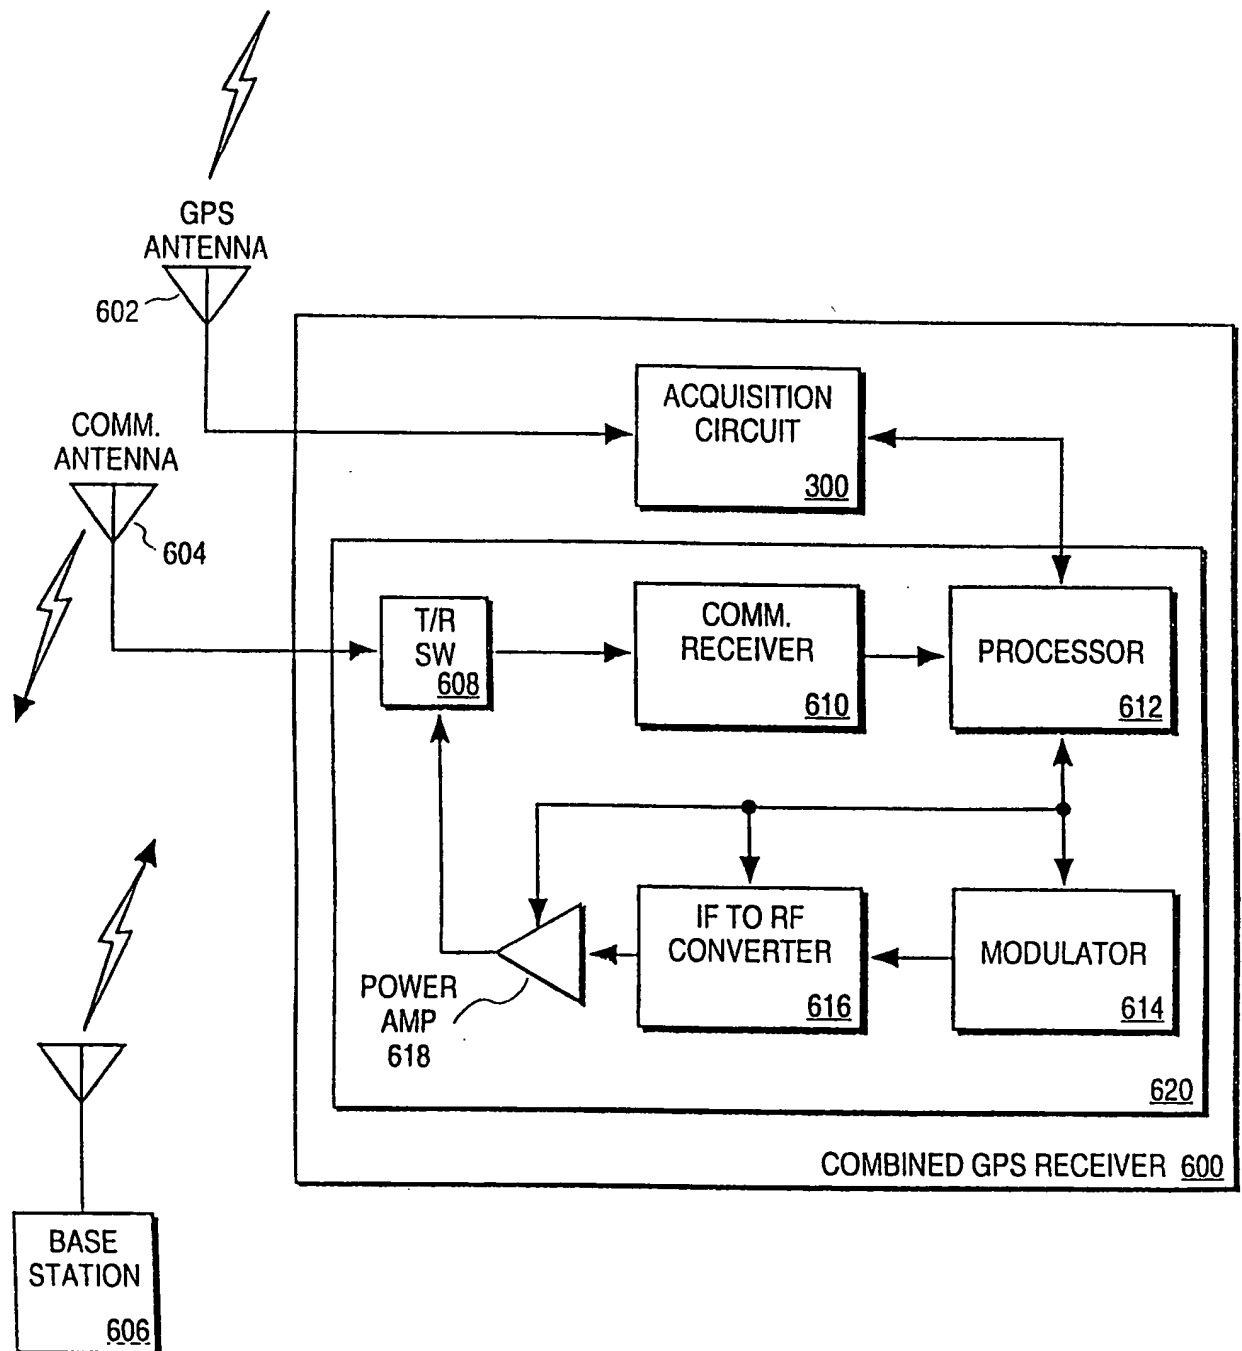 GPS
ANTENNA
602
ACQUISITION
CIRCUIT
300
COMM.
ANTENNA
604
T/R
SW
608
COMM.
RECEIVER
610
PROCESSOR
612
IF TO RF
CONVERTER
616
MODULATOR
614
POWER
AMP
618
620
COMBINED GPS RECEIVER 600
BASE
STATION
606